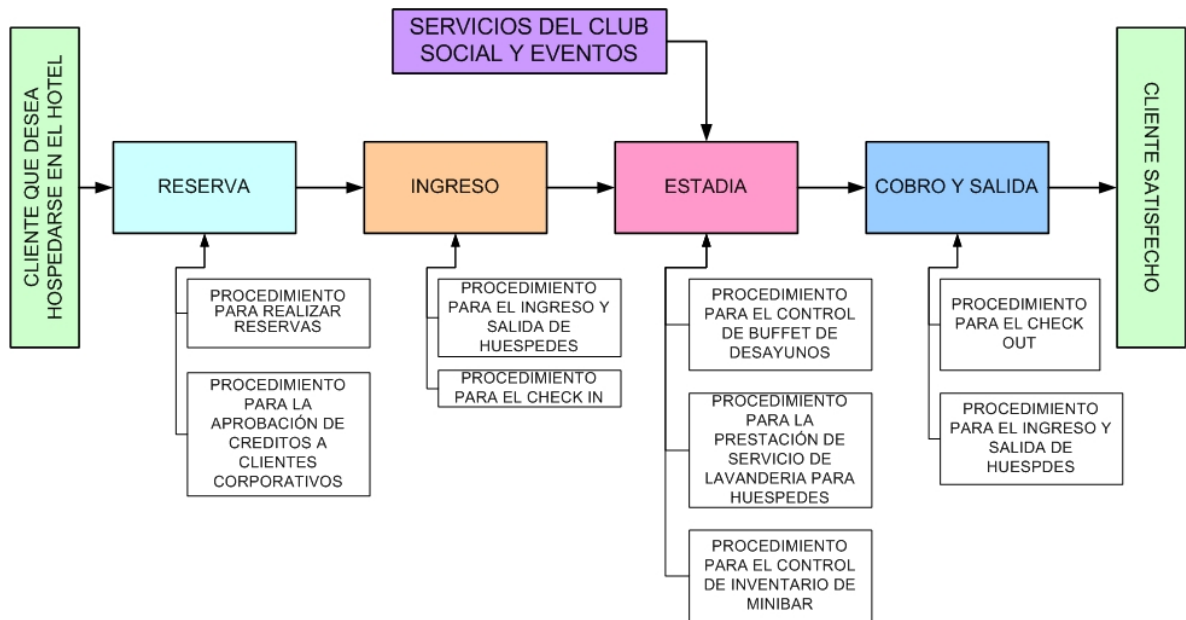 SERVICIOS DEL CLUB
SOCIAL Y EVENTOS
CLIENTE QUE DESEA
HOSPEDARSE EN EL HOTEL
RESERVA
INGRESO
ESTADIA
COBRO Y SALIDA
CLIENTE SATISFECHO
PROCEDIMIENTO
PARA REALIZAR
RESERVAS
PROCEDIMIENTO
PARA LA
APROBACIÓN DE
CREDITOS A
CLIENTES
CORPORATIVOS
PROCEDIMIENTO
PARA EL INGRESO Y
SALIDA DE
HUESPEDES
PROCEDIMIENTO
PARA EL CHECK IN
PROCEDIMIENTO
PARA EL CONTROL
DE BUFFET DE
DESAYUNOS
PROCEDIMIENTO
PARA LA
PRESTACIÓN DE
SERVICIO DE
LAVANDERIA PARA
HUESPEDES
PROCEDIMIENTO
PARA EL CONTROL
DE INVENTARIO DE
MINIBAR
PROCEDIMIENTO
PARA EL CHECK
OUT
PROCEDIMIENTO
PARA EL INGRESO Y
SALIDA DE
HUESPDES